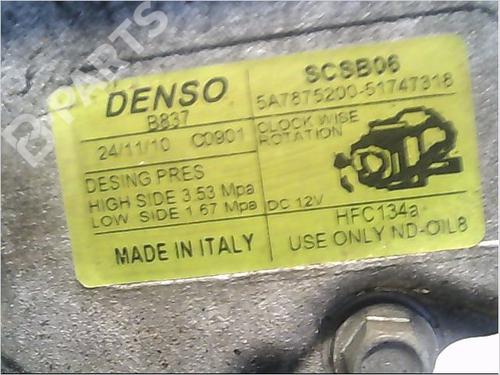 DENSO
B837
24/11/10 C0901
DESING PRES
HIGH SIDE 3.53 Mpa
LOW SIDE 1.67 Mpa
MADE IN ITALY
SCSB06
5A7875200-51747318
CLOCK WISE
ROTATION
DC 12V
HFC134a
USE ONLY ND-OIL8
B PARTS